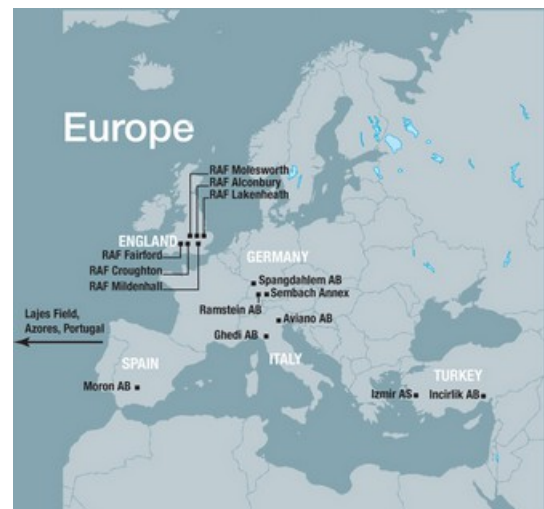 Europe
RAF Molesworth
RAF Alconbury
RAF Lakenheath
ENGLAND
RAF Fairford
RAF Croughton
RAF Mildenhall
GERMANY
Spangdahlem AB
Sembach Annex
Ramstein AB
Lajes Field,
Azores, Portugal
Aviano AB
Ghedi AB
ITALY
SPAIN
Moron AB
TURKEY
Izmir AS
Incirlik AB